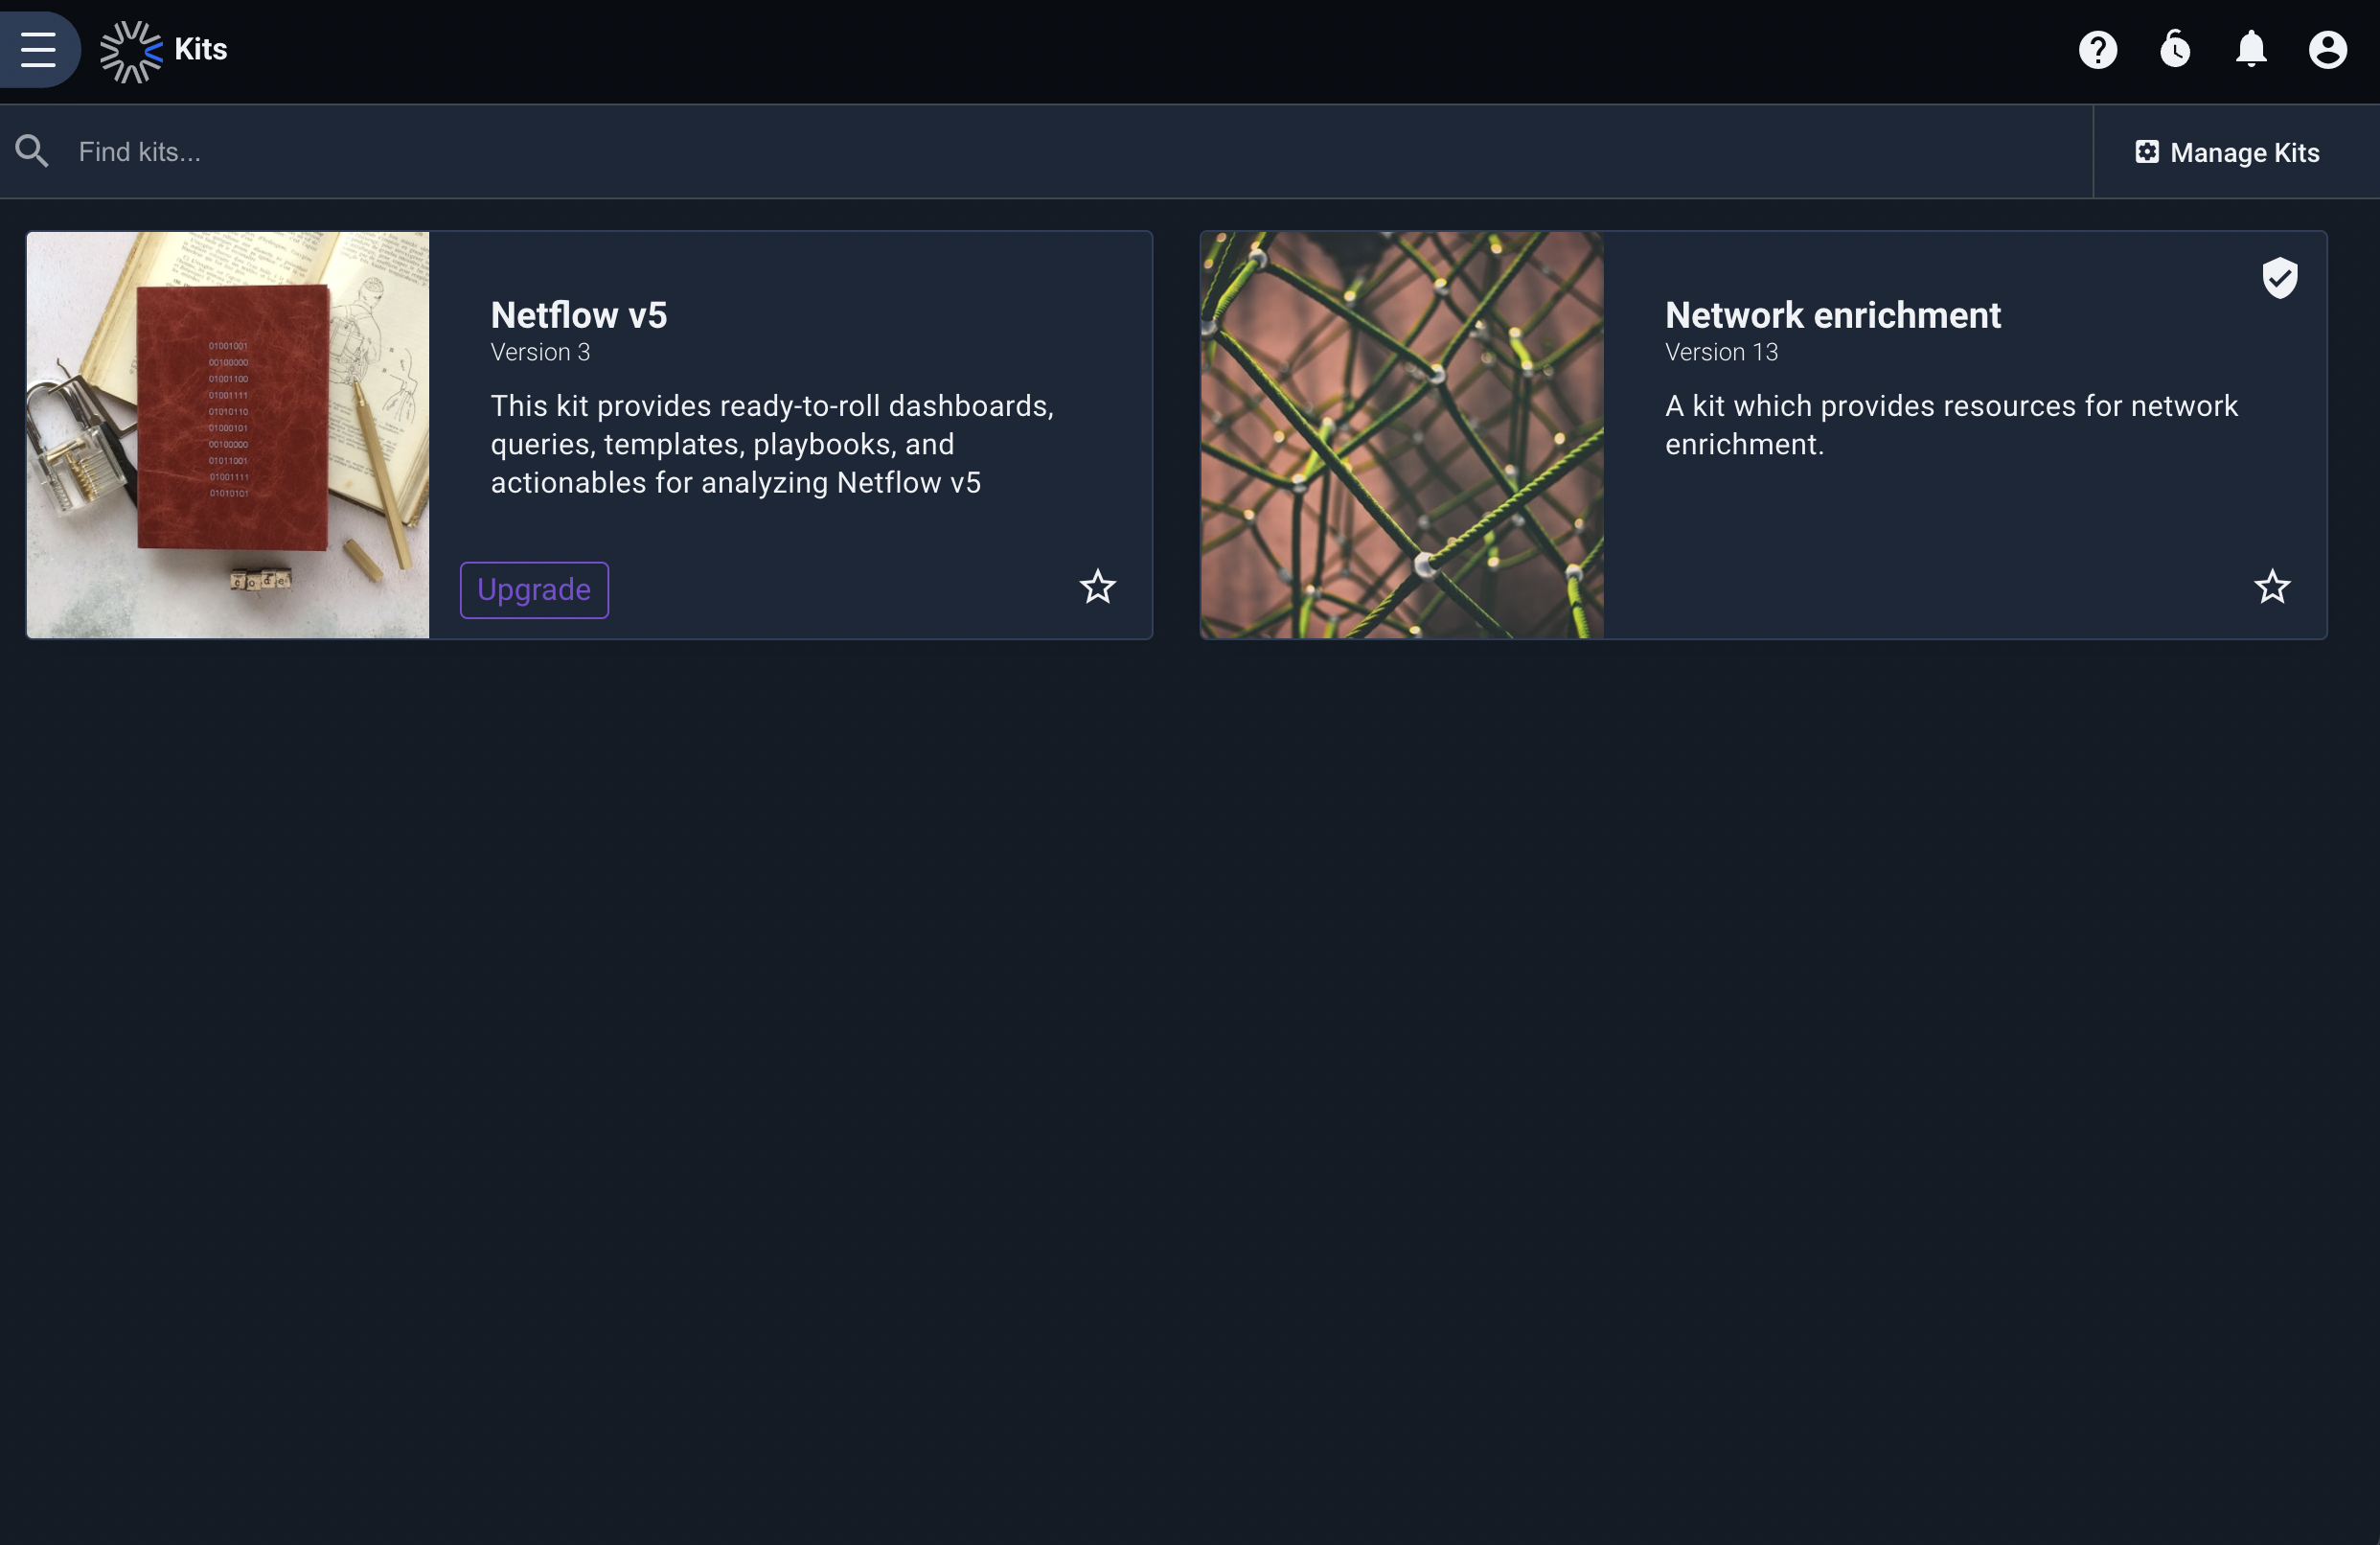 Kits
Find kits...
Manage Kits
Netflow v5
Version 3
This kit provides ready-to-roll dashboards,
queries, templates, playbooks, and
actionables for analyzing Netflow v5
Upgrade
01001001
00100000
01001100
01001111
01010110
01000101
00100000
01011001
01001111
01010101
code
Network enrichment
Version 13
A kit which provides resources for network
enrichment.